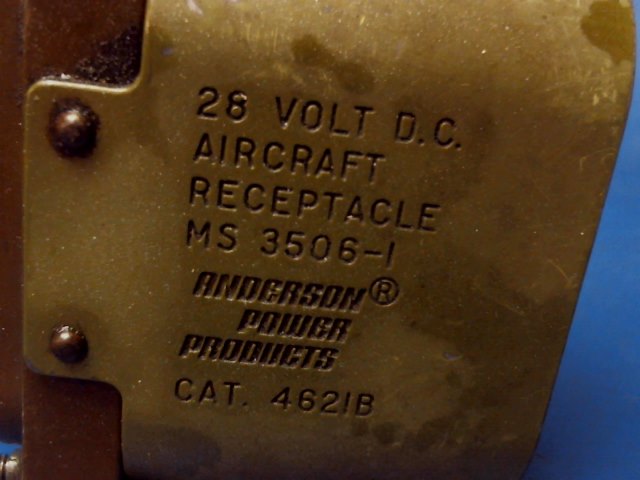 28 VOLT D.C.
AIRCRAFT
RECEPTACLE
MS 3506-1
ANDERSON®
POWER
PRODUCTS
CAT. 4621B